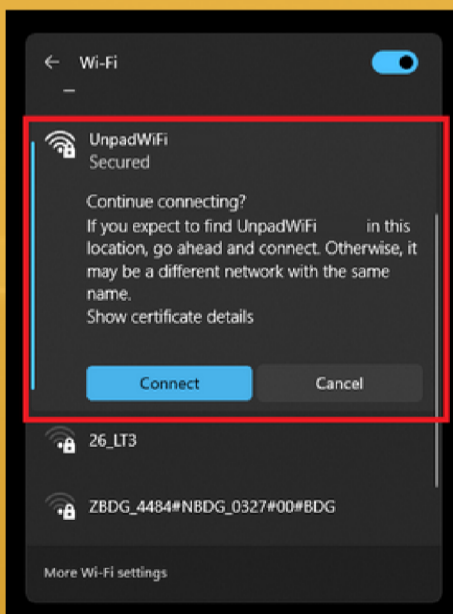 Wi-Fi
UnpadWiFi
Secured
Continue connecting?
If you expect to find UnpadWiFi in this
location, go ahead and connect. Otherwise, it
may be a different network with the same
name.
Show certificate details
Connect Cancel
26_LT3
ZBDG_4484#NBDG_0327#00#BDG
More Wi-Fi settings